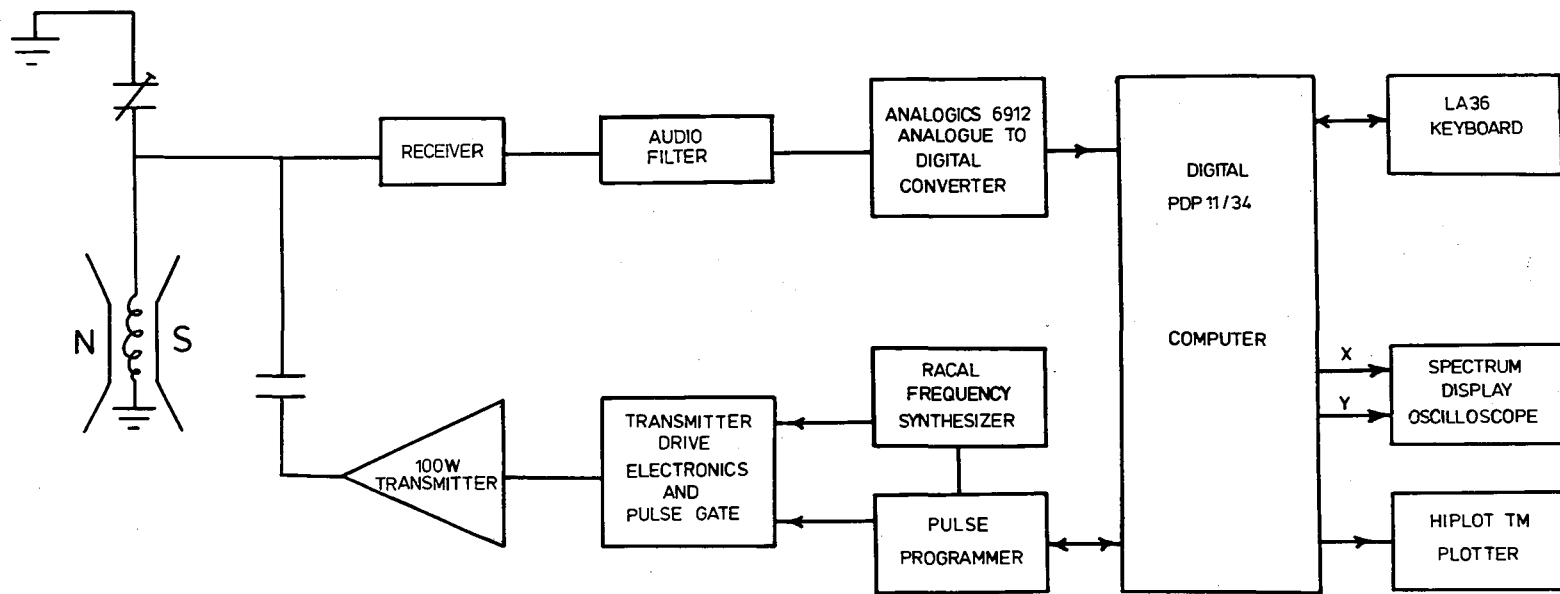 RECEIVER
AUDIO
FILTER
ANALOGICS 6912
ANALOGUE TO
DIGITAL
CONVERTER
DIGITAL
PDP 11/34
COMPUTER
LA36
KEYBOARD
N
S
X
Y
SPECTRUM
DISPLAY
OSCILLOSCOPE
RACAL
FREQUENCY
SYNTHESIZER
TRANSMITTER
DRIVE
ELECTRONICS
AND
PULSE GATE
100W
TRANSMITTER
PULSE
PROGRAMMER
HIPLOT TM
PLOTTER